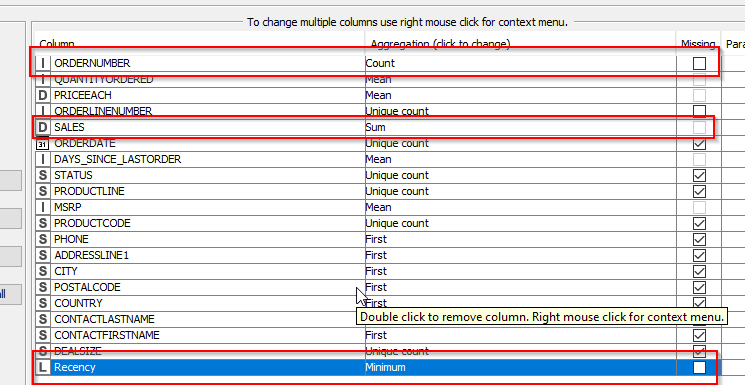 To change multiple columns use right mouse click for context menu.
Column Aggregation (click to change) Missing Para
I ORDERNUMBER Count
I QUANTITYORDERED Mean
D PRICEEACH Mean
I ORDERLINENUMBER Unique count
D SALES Sum
31 ORDERDATE Unique count
I DAYS_SINCE_LASTORDER Mean
S STATUS Unique count
S PRODUCTLINE Unique count
I MSRP Mean
S PRODUCTCODE Unique count
S PHONE First
S ADDRESSLINE1 First
S CITY First
S POSTALCODE First
ll
S COUNTRY First
Double click to remove column. Right mouse click for context menu.
S CONTACTLASTNAME
S CONTACTFIRSTNAME First
S DEALSIZE Unique count
L Recency Minimum